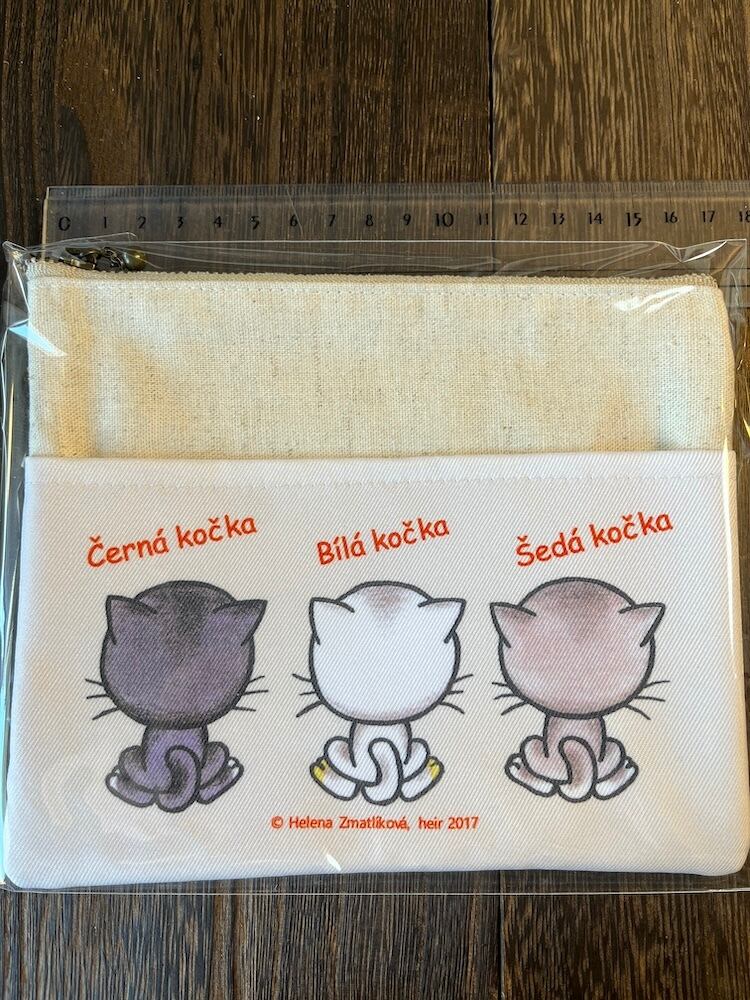 0 1 2 3 4 5 6 7 8 9 10 11 12 13 14 15 16 17 18
Černá kočka
Bílá kočka
Šedá kočka
© Helena Zmatlíková, heir 2017